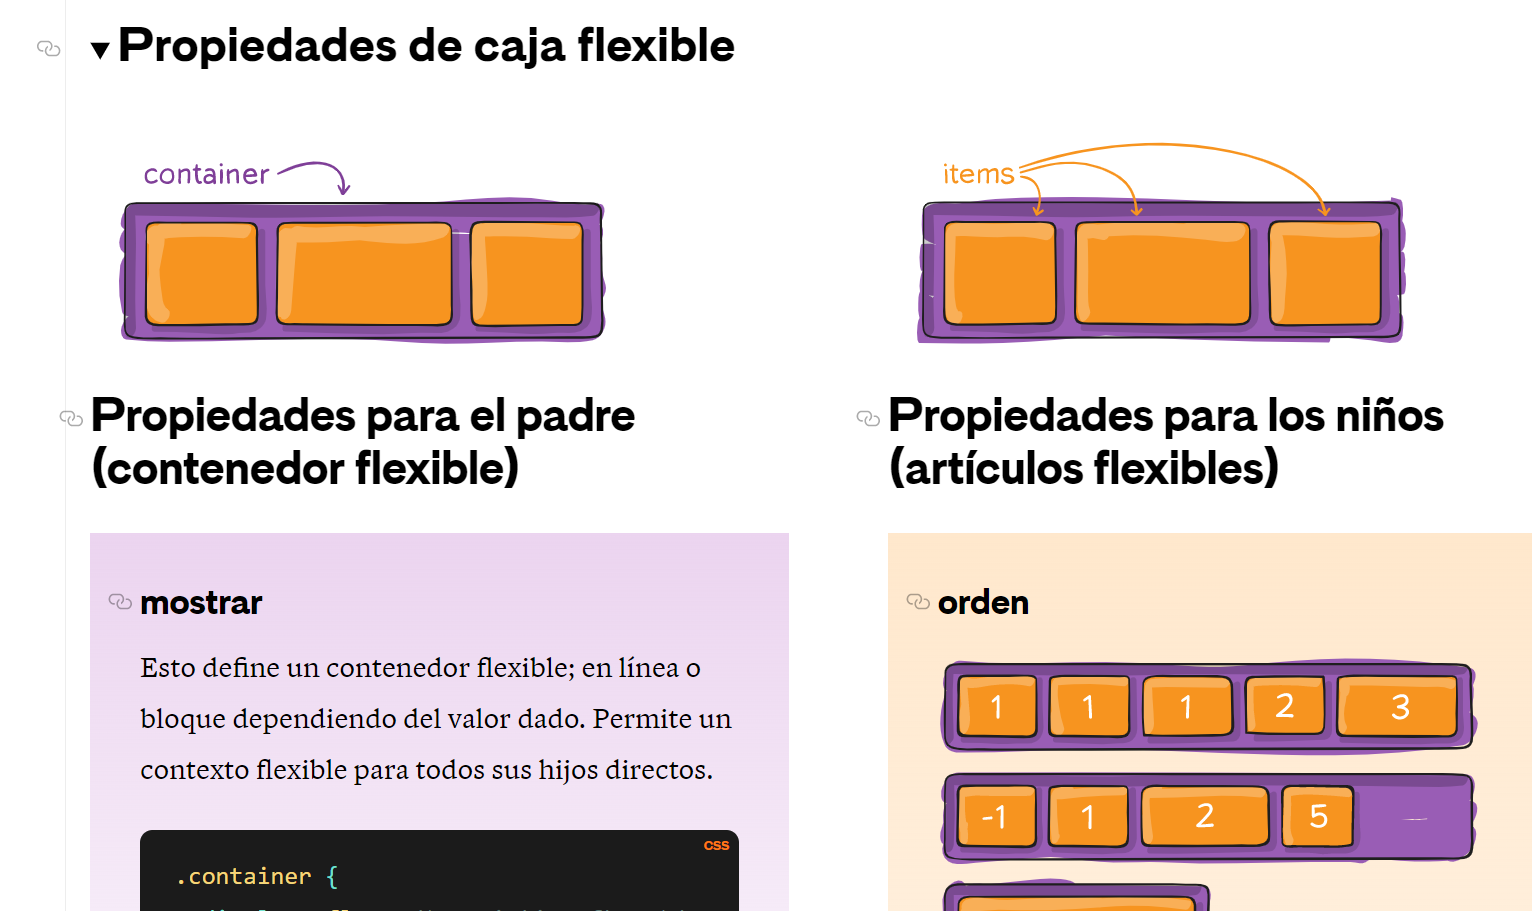 Propiedades de caja flexible
container
Propiedades para el padre
(contenedor flexible)
mostrar
Esto define un contenedor flexible; en línea o
bloque dependiendo del valor dado. Permite un
contexto flexible para todos sus hijos directos.
CSS
.container {
items
Propiedades para los niños
(artículos flexibles)
orden
1 1 1 2 3
-1 1 2 5